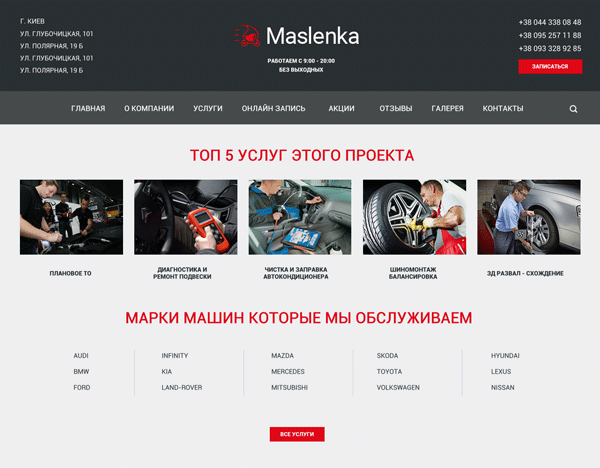 Г. КИЕВ
УЛ. ГЛУБОЧИЦКАЯ, 101
УЛ. ПОЛЯРНАЯ, 19 Б
УЛ. ГЛУБОЧИЦКАЯ, 101
УЛ. ПОЛЯРНАЯ, 19 Б
Maslenka
РАБОТАЕМ С 9:00 - 20:00
БЕЗ ВЫХОДНЫХ
+38 044 338 08 48
+38 095 257 11 88
+38 093 328 92 85
ЗАПИСАТЬСЯ
ГЛАВНАЯ О КОМПАНИИ УСЛУГИ ОНЛАЙН ЗАПИСЬ АКЦИИ ОТЗЫВЫ ГАЛЕРЕЯ КОНТАКТЫ
ТОП 5 УСЛУГ ЭТОГО ПРОЕКТА
ПЛАНОВОЕ ТО
ДИАГНОСТИКА И
РЕМОНТ ПОДВЕСКИ
ЧИСТКА И ЗАПРАВКА
АВТОКОНДИЦИОНЕРА
ШИНОМОНТАЖ
БАЛАНСИРОВКА
3Д РАЗВАЛ - СХОЖДЕНИЕ
МАРКИ МАШИН КОТОРЫЕ МЫ ОБСЛУЖИВАЕМ
AUDI
BMW
FORD
INFINITY
KIA
LAND-ROVER
MAZDA
MERCEDES
MITSUBISHI
SKODA
TOYOTA
VOLKSWAGEN
HYUNDAI
LEXUS
NISSAN
ВСЕ УСЛУГИ